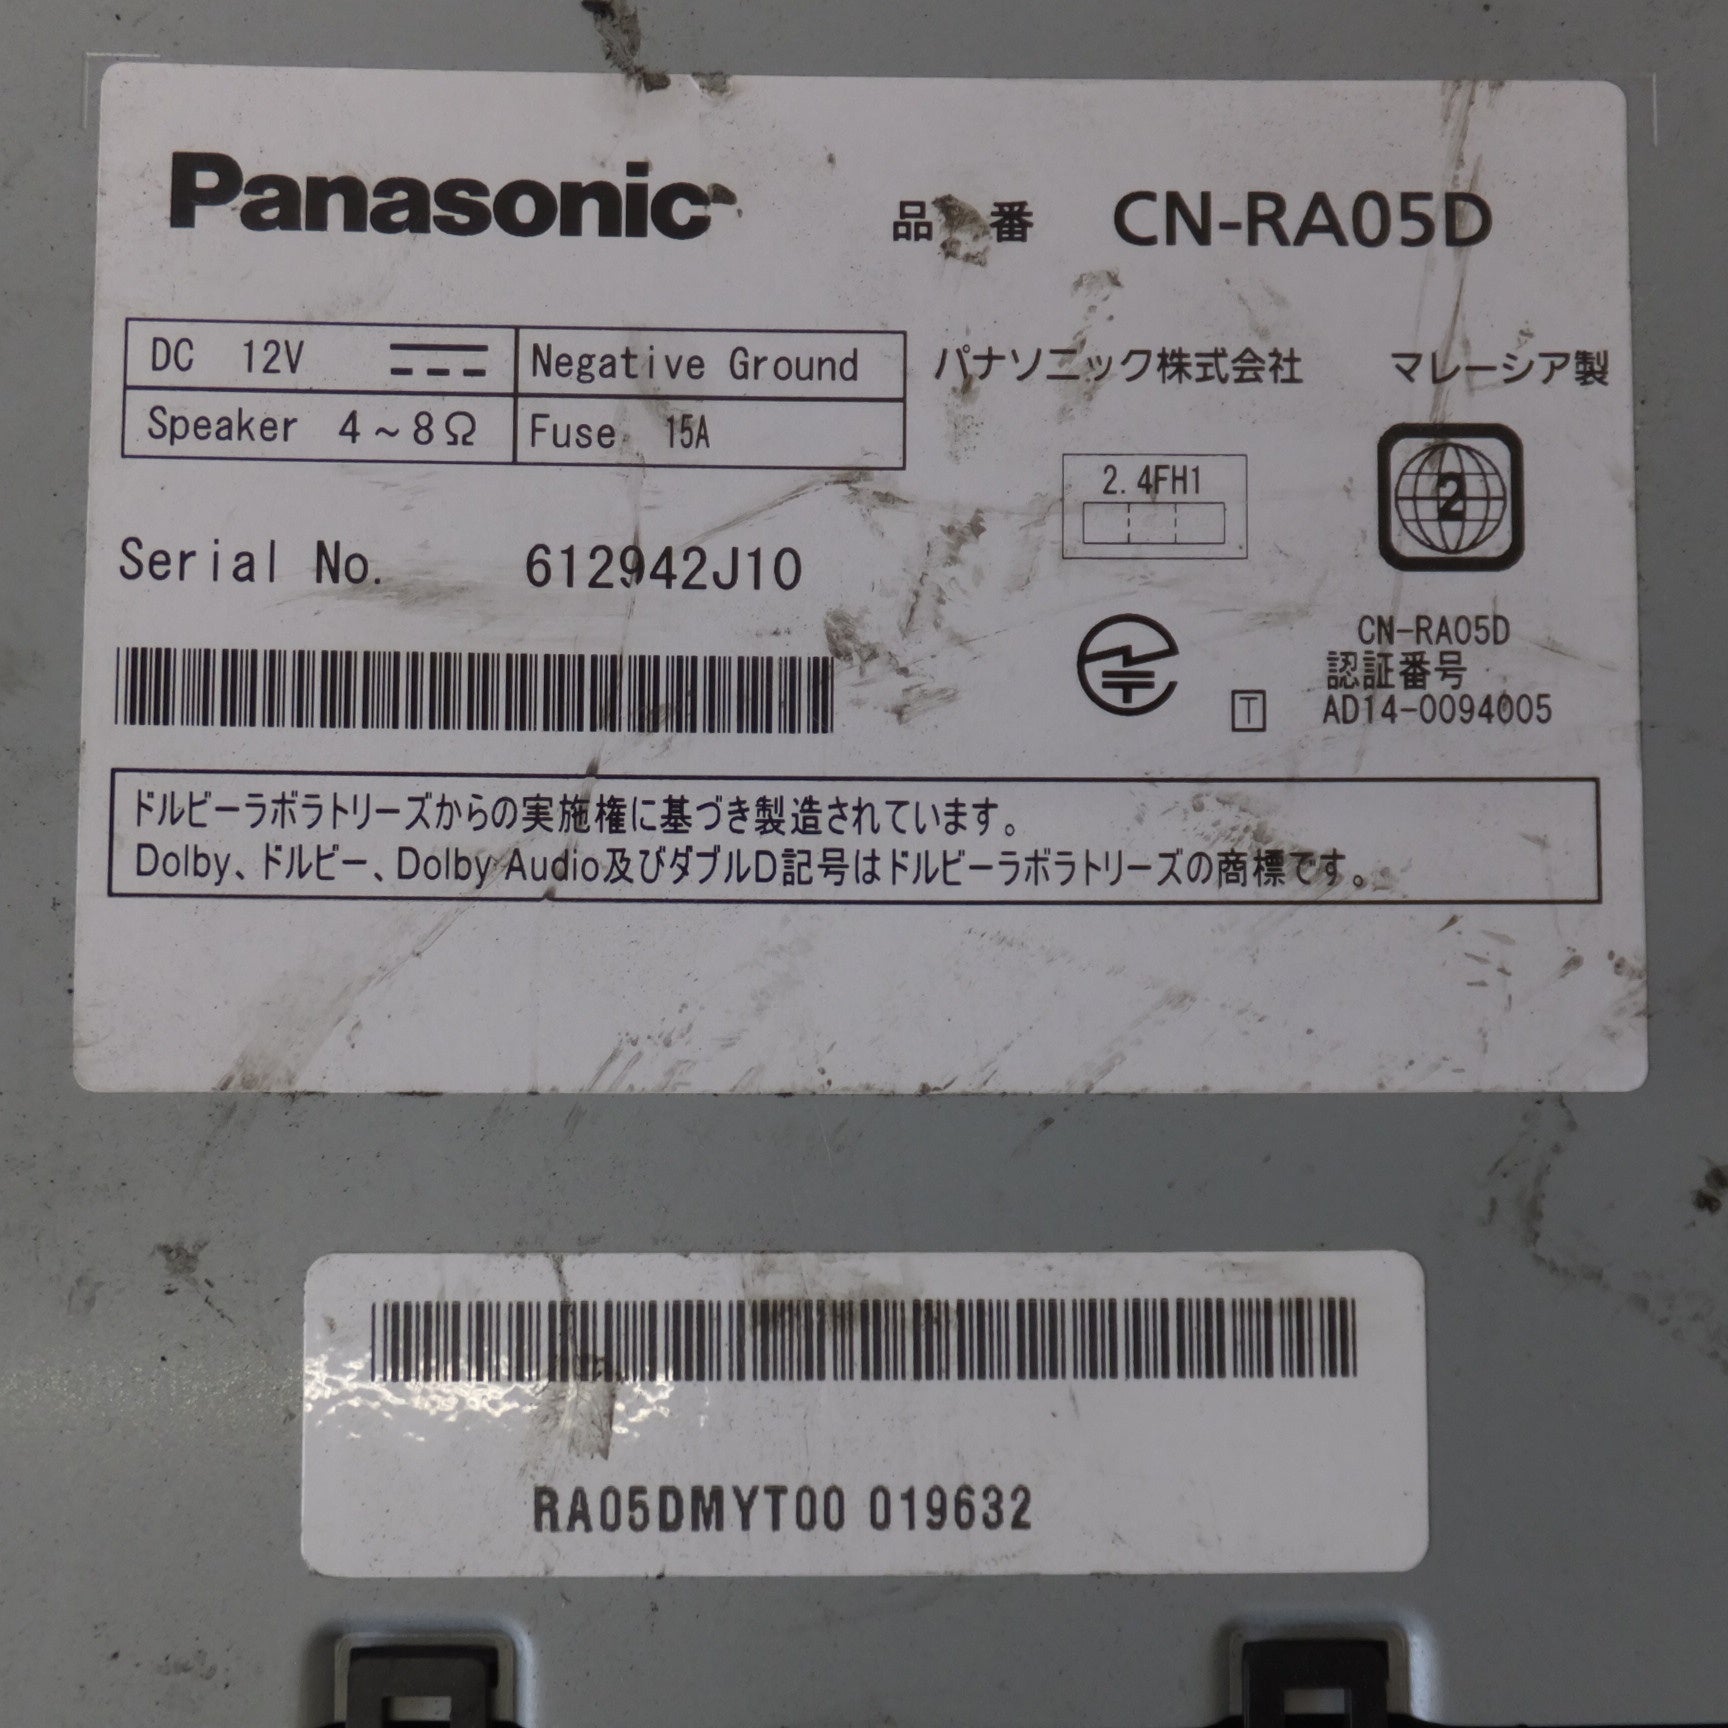 Panasonic
品 番 CN-RA05D
DC 12V Negative Ground
Speaker 4~8Ω Fuse 15A
パナソニック株式会社 マレーシア製
2.4FH1
2
Serial No. 612942J10
CN-RA05D
認証番号
T AD14-0094005
ドルビーラボラトリーズからの実施権に基づき製造されています。
Dolby、ドルビー、Dolby Audio及びダブルD記号はドルビーラボラトリーズの商標です。
RA05DMYT00 019632